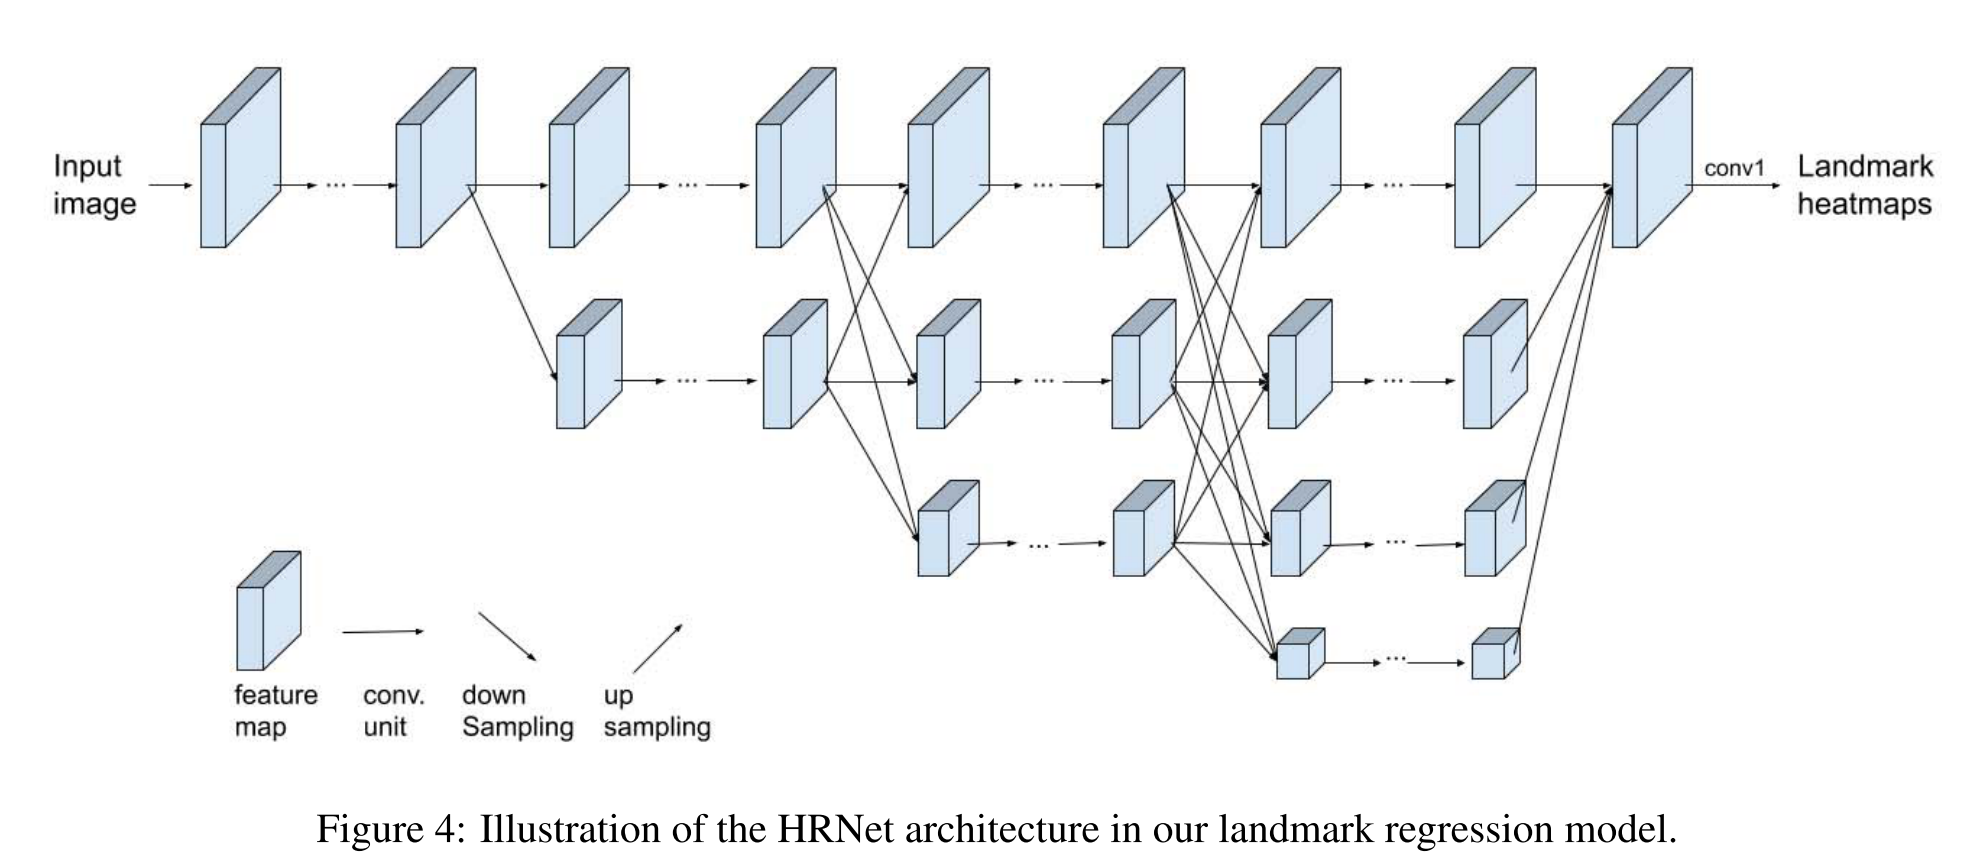 Input
image
...
...
...
...
conv1
Landmark
heatmaps
...
...
...
...
...
...
feature
map
conv.
unit
down
Sampling
up
sampling
Figure 4: Illustration of the HRNet architecture in our landmark regression model.